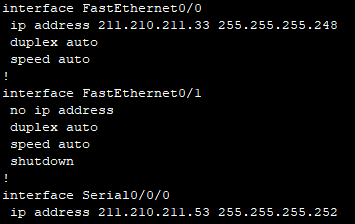 interface FastEthernet0/0
 ip address 211.210.211.33 255.255.255.248
 duplex auto
 speed auto
!
interface FastEthernet0/1
 no ip address
 duplex auto
 speed auto
 shutdown
!
interface Serial0/0/0
 ip address 211.210.211.53 255.255.255.252